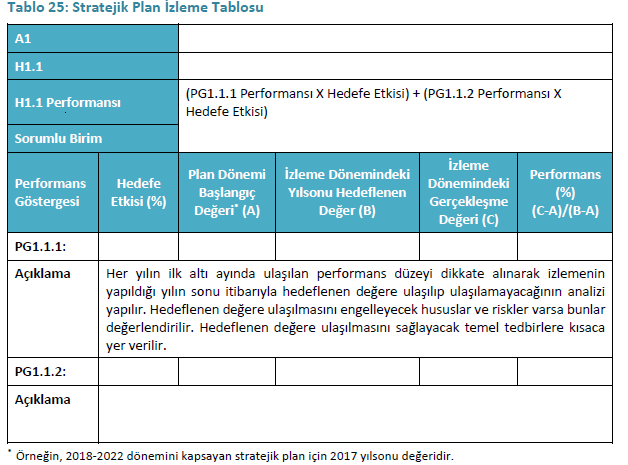 Tablo 25: Stratejik Plan İzleme Tablosu
A1
H1.1
H1.1 Performansı
(PG1.1.1 Performansı X Hedefe Etkisi) + (PG1.1.2 Performansı X
Hedefe Etkisi)
Sorumlu Birim
Performans
Göstergesi
Hedefe
Etkisi (%)
Plan Dönemi
Başlangıç
Değeri* (A)
İzleme Dönemindeki
Yılsonu Hedeflenen
Değer (B)
İzleme
Dönemindeki
Gerçekleşme
Değeri (C)
Performans
(%)
(C-A)/(B-A)
PG1.1.1:
Açıklama
Her yılın ilk altı ayında ulaşılan performans düzeyi dikkate alınarak izlemenin
yapıldığı yılın sonu itibarıyla hedeflenen değere ulaşılıp ulaşılamayacağının analizi
yapılır. Hedeflenen değere ulaşılmasını engelleyecek hususlar ve riskler varsa bunlar
değerlendirilir. Hedeflenen değere ulaşılmasını sağlayacak temel tedbirlere kısaca
yer verilir.
PG1.1.2:
Açıklama
* Örneğin, 2018-2022 dönemini kapsayan stratejik plan için 2017 yılsonu değeridir.